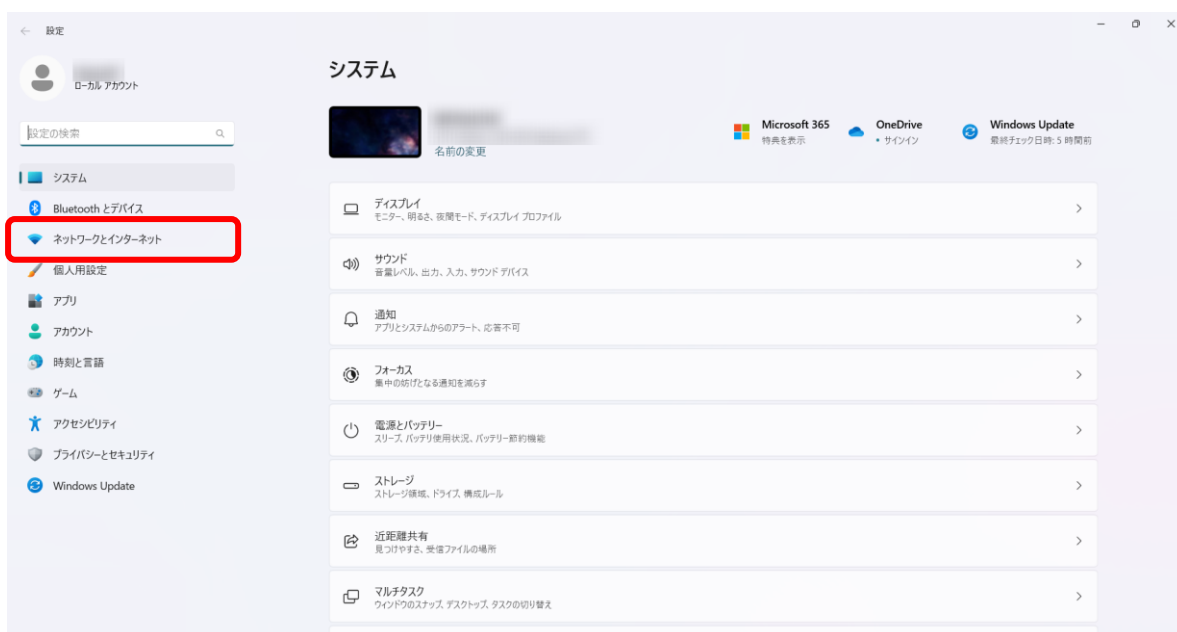 設定
ローカル アカウント
設定の検索
システム
Bluetooth とデバイス
ネットワークとインターネット
個人用設定
アプリ
アカウント
時刻と言語
ゲーム
アクセシビリティ
プライバシーとセキュリティ
Windows Update
システム
名前の変更
Microsoft 365
特典を表示
OneDrive
• サインイン
Windows Update
最終チェック日時: 5 時間前
ディスプレイ
モニター、明るさ、夜間モード、ディスプレイ プロファイル
サウンド
音量レベル、出力、入力、サウンド デバイス
通知
アプリとシステムからのアラート、応答不可
フォーカス
集中の妨げとなる通知を減らす
電源とバッテリー
スリープ、バッテリ使用状況、バッテリー節約機能
ストレージ
ストレージ領域、ドライブ、構成ルール
近距離共有
見つけやすさ、受信ファイルの場所
マルチタスク
ウィンドウのスナップ、デスクトップ、タスクの切り替え